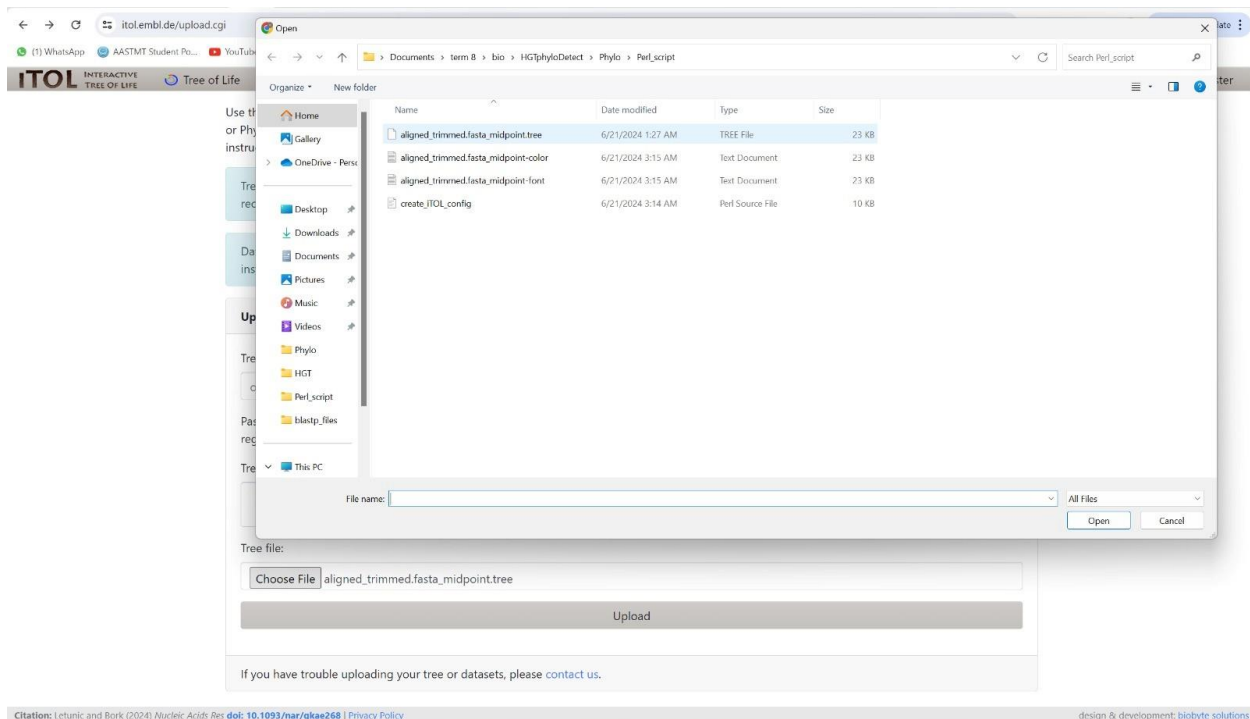 itol.embl.de/upload.cgi
(1) WhatsApp
AASTMT Student Po...
YouTub
iTOL INTERACTIVE TREE OF LIFE
Tree of Life
Use th
or Phy
instru
Tre
rec
Da
ins
Up
Tre
Pas
reg
Tre
Open
Documents > term 8 > bio > HGTphyloDetect > Phylo > Perl_script
Search Perl_script
Organize
New folder
Home
Gallery
OneDrive - Perso
Desktop
Downloads
Documents
Pictures
Music
Videos
Phylo
HGT
Perl_script
blastp_files
This PC
Name Date modified Type Size
aligned_trimmed.fasta_midpoint.tree 6/21/2024 1:27 AM TREE File 23 KB
aligned_trimmed.fasta_midpoint-color 6/21/2024 3:15 AM Text Document 23 KB
aligned_trimmed.fasta_midpoint-font 6/21/2024 3:15 AM Text Document 23 KB
create_iTOL_config 6/21/2024 3:14 AM Perl Source File 10 KB
File name:
All Files
Open Cancel
late
ter
Tree file:
Choose File aligned_trimmed.fasta_midpoint.tree
Upload
If you have trouble uploading your tree or datasets, please contact us.
Citation: Letunic and Bork (2024) Nucleic Acids Res doi: 10.1093/nar/gkae268 | Privacy Policy
design & development: biobyte solutions